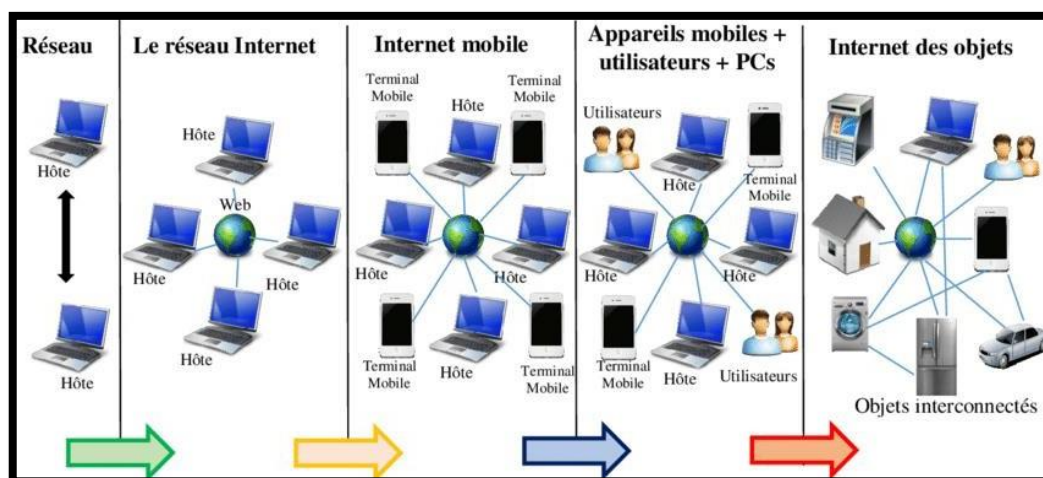 Réseau
Hôte
Hôte
Le réseau Internet
Hôte
Web
Hôte
Hôte
Hôte
Internet mobile
Terminal
Mobile
Hôte
Terminal
Mobile
Hôte
Hôte
Terminal
Mobile
Hôte
Terminal
Mobile
Appareils mobiles +
utilisateurs + PCs
Utilisateurs
Hôte
Terminal
Mobile
Hôte
Hôte
Terminal
Mobile
Hôte
Utilisateurs
Internet des objets
Objets interconnectés